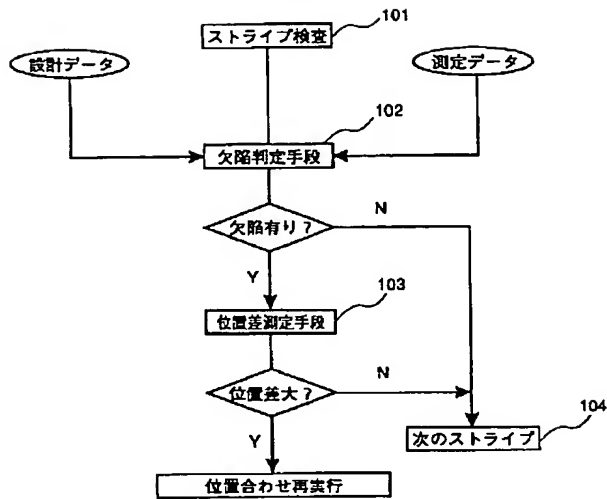 101
ストライプ検査
設計データ
測定データ
102
欠陥判定手段
N
欠陥有り?
Y
103
位置差測定手段
位置差大?
N
104
Y
次のストライプ
位置合わせ再実行